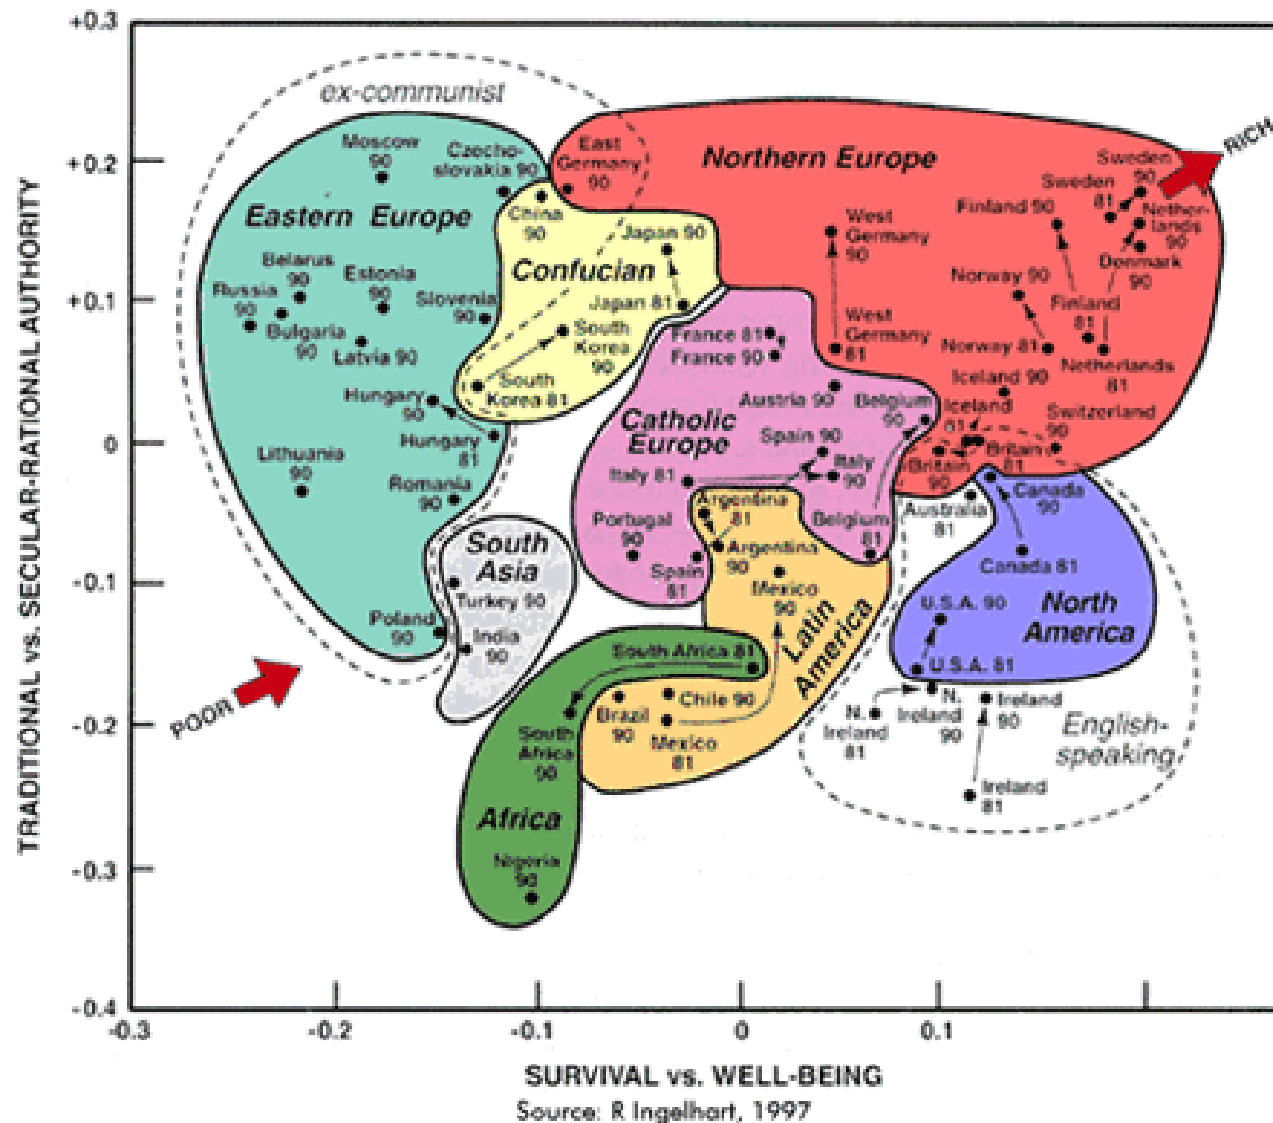 +0.3
+0.2
+0.1
0
-0.1
-0.2
-0.3
-0.4
TRADITIONAL vs. SECULAR-RATIONAL AUTHORITY
ex-communist
Moscow
90
Czecho-
slovakia 90
East
Germany
90
Northern Europe
RICH
Sweden
90
Sweden
81
Nether-
lands
90
Finland 90
Denmark
90
Eastern Europe
China
90
Japan 90
West
Germany
90
Belarus
90
Estonia
90
Confucian
Norway 90
Russia
90
Slovenia
90
Japan 81
Finland
81
Bulgaria
90
Latvia 90
South
Korea
90
France 81
France 90
West
Germany
81
Norway 81
Netherlands
81
South
Korea 81
Iceland 90
Hungary
90
Austria 90
Belgium
90
Iceland
81
Switzerland
90
Hungary
81
Catholic
Europe
Spain 90
Britain
81
Britain
90
Lithuania
90
Italy 81
Italy
90
Romania
90
Argentina
81
Canada
90
Australia
81
Portugal
90
Belgium
81
South
Asia
Argentina
90
Spain
81
Canada 81
Turkey 90
Mexico
90
U.S.A. 90
North
America
Poland
90
India
90
Latin
America
South Africa 81
U.S.A. 81
POOR
Chile 90
Brazil
90
Mexico
81
N.
Ireland
81
N.
Ireland
90
Ireland
90
English-
speaking
South
Africa
90
Ireland
81
Africa
Nigeria
90
-0.3
-0.2
-0.1
0
0.1
SURVIVAL vs. WELL-BEING
Source: R Ingelhart, 1997